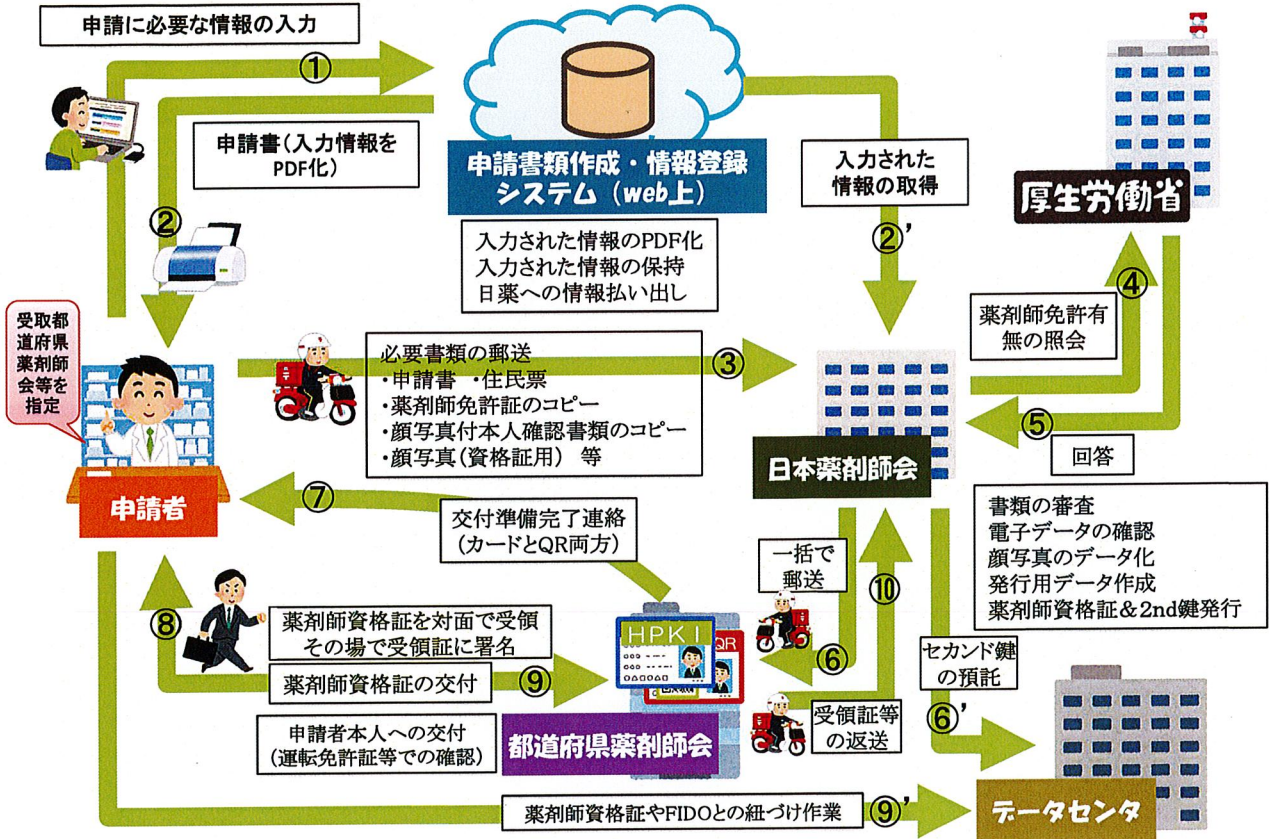 申請に必要な情報の入力
①
申請書(入力情報を
PDF化)
②
申請書類作成・情報登録
システム(web上)
入力された情報のPDF化
入力された情報の保持
日薬への情報払い出し
入力された
情報の取得
②'
厚生労働省
④
薬剤師免許有
無の照会
⑤
回答
受取都
道府県
薬剤師
会等を
指定
申請者
必要書類の郵送
・申請書 ・住民票
・薬剤師免許証のコピー
・顔写真付本人確認書類のコピー
・顔写真(資格証用) 等
③
日本薬剤師会
書類の審査
電子データの確認
顔写真のデータ化
発行用データ作成
薬剤師資格証&2nd鍵発行
⑦
交付準備完了連絡
(カードとQR両方)
一括で
郵送
⑥
⑩
受領証等
の返送
セカンド鍵
の預託
⑥'
⑧
薬剤師資格証を対面で受領
その場で受領証に署名
薬剤師資格証の交付
⑨
申請者本人への交付
(運転免許証等での確認)
HPKI
QR
都道府県薬剤師会
薬剤師資格証やFIDOとの紐づけ作業
⑨'
データセンタ